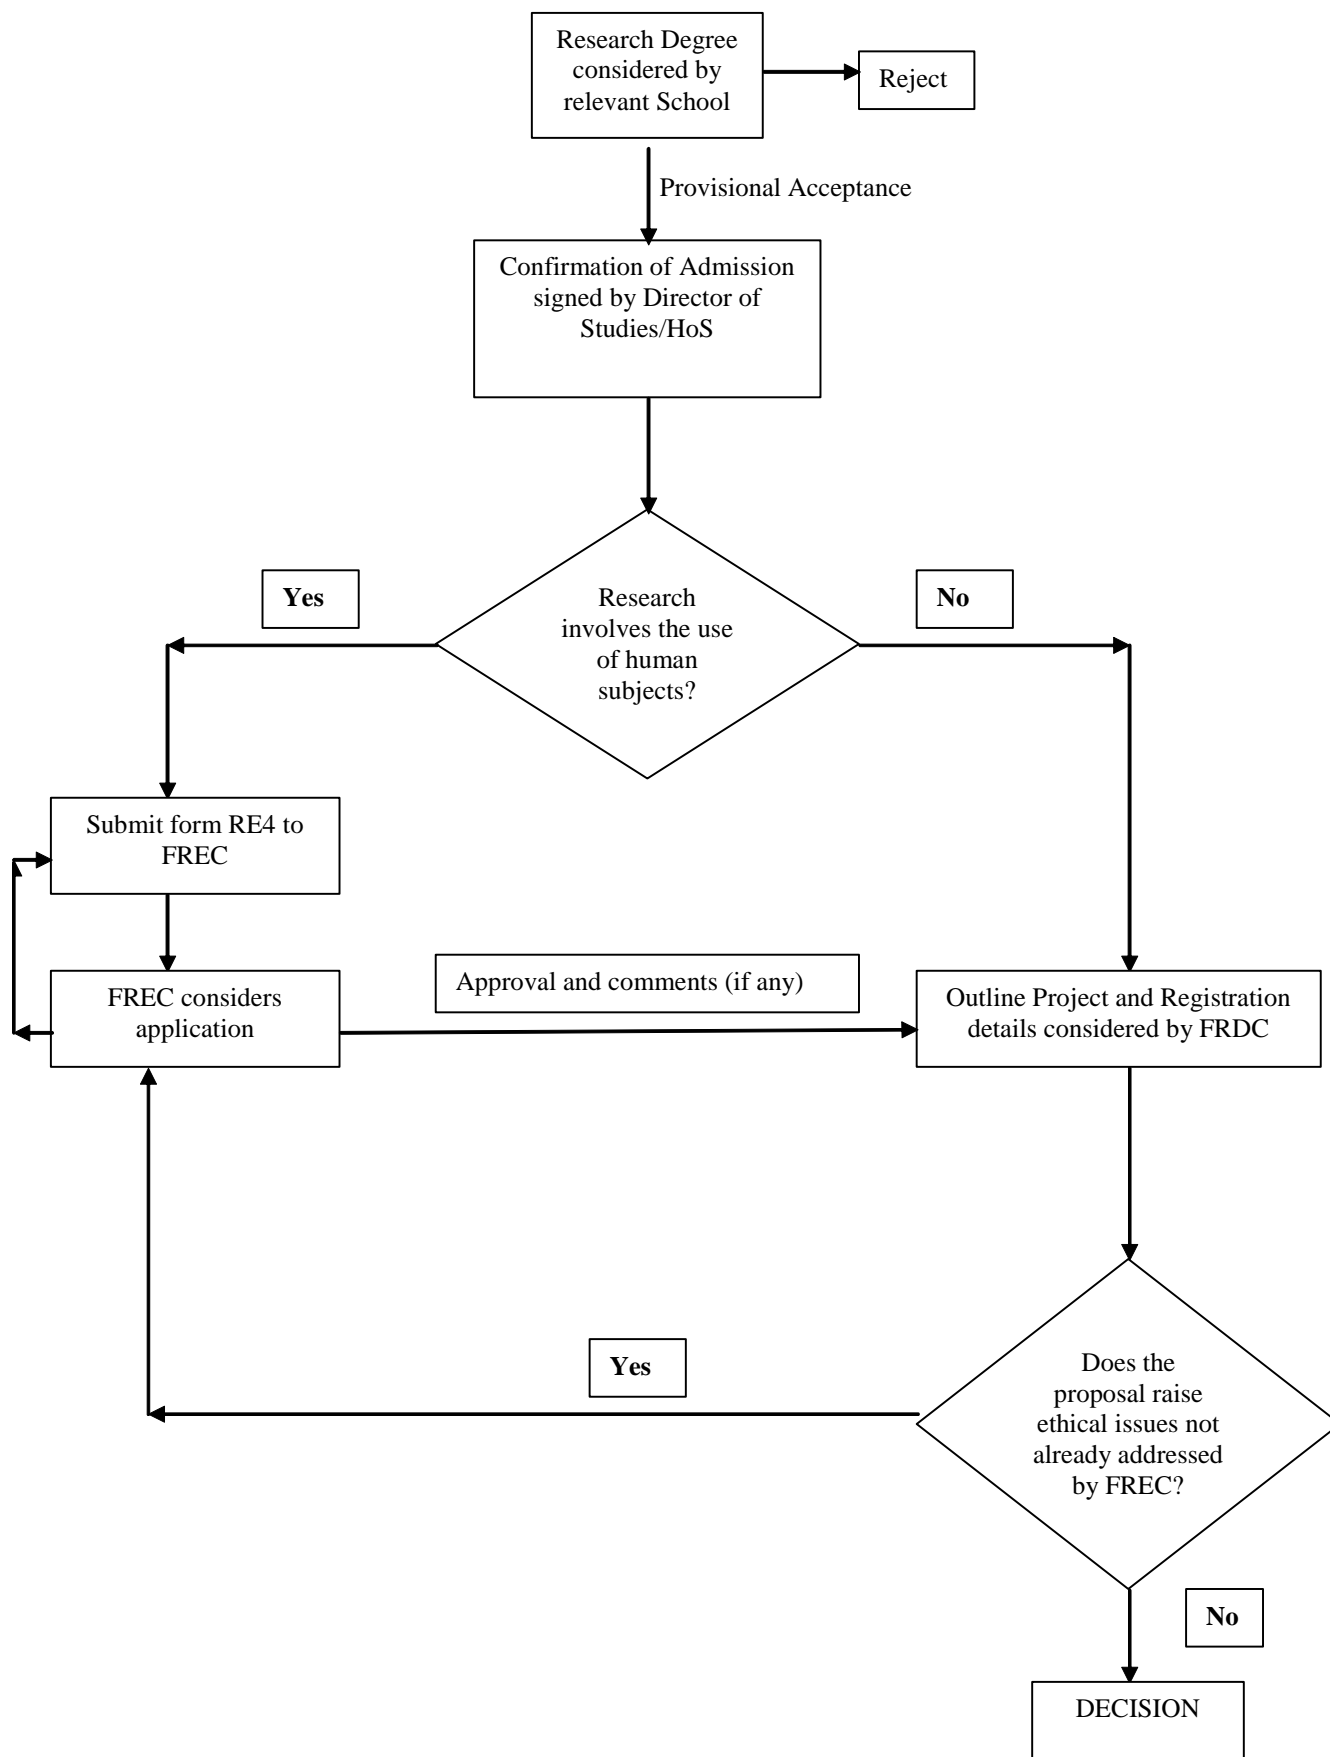 Research Degree
considered by
relevant School
Reject
Provisional Acceptance
Confirmation of Admission
signed by Director of
Studies/HoS
Yes
No
Research
involves the use
of human
subjects?
Submit form RE4 to
FREC
FREC considers
application
Approval and comments (if any)
Outline Project and Registration
details considered by FRDC
Yes
Does the
proposal raise
ethical issues not
already addressed
by FREC?
No
DECISION